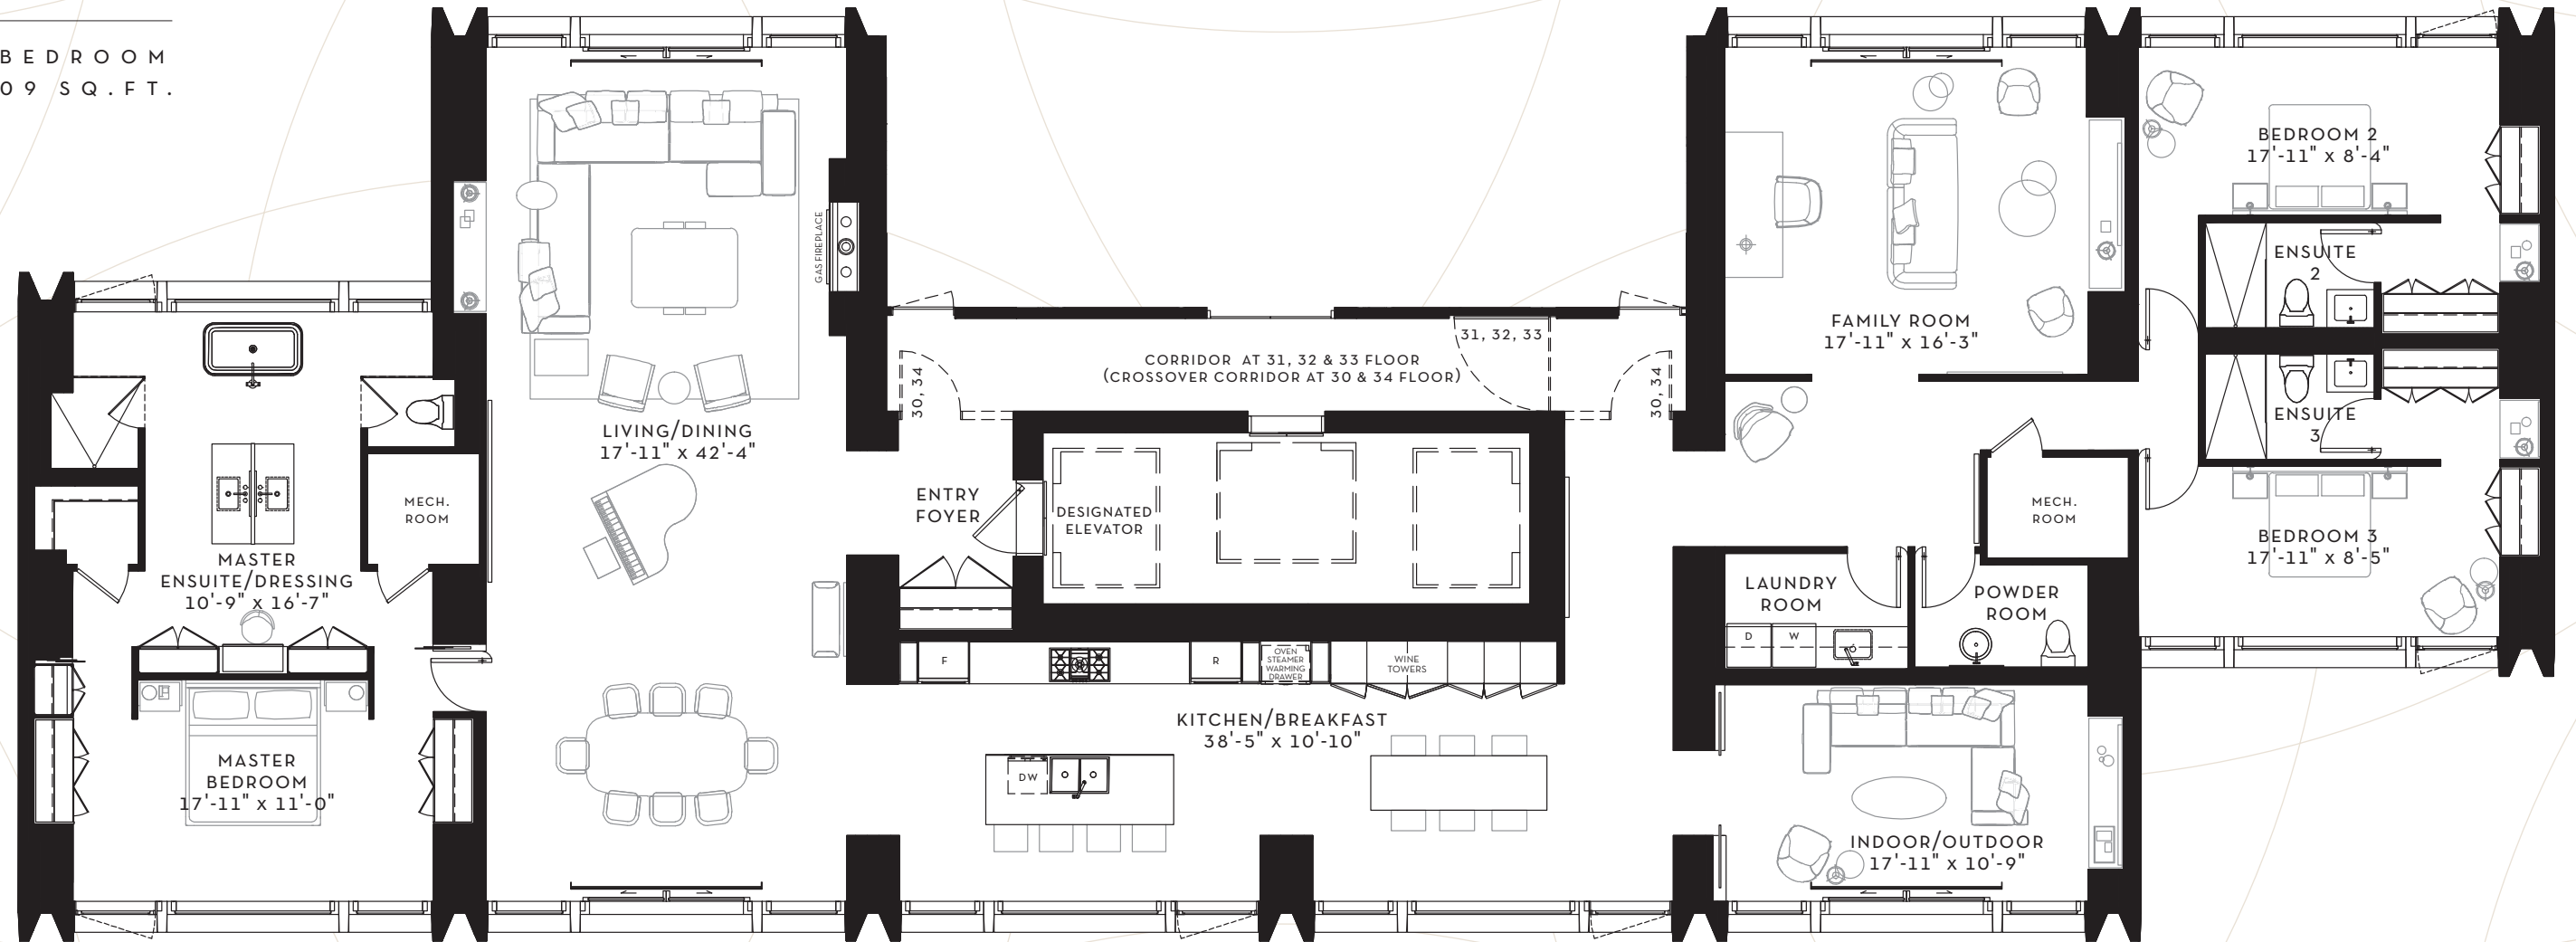 BEDROOM
09 SQ.FT.
BEDROOM 2
17'-11" x 8'-4"
ENSUITE
2
GAS FIREPLACE
FAMILY ROOM
17'-11" x 16'-3"
31, 32, 33
CORRIDOR AT 31, 32 & 33 FLOOR
(CROSSOVER CORRIDOR AT 30 & 34 FLOOR)
30, 34
30, 34
ENSUITE
3
LIVING/DINING
17'-11" x 42'-4"
MECH.
ROOM
ENTRY
FOYER
DESIGNATED
ELEVATOR
MECH.
ROOM
BEDROOM 3
17'-11" x 8'-5"
MASTER
ENSUITE/DRESSING
10'-9" x 16'-7"
LAUNDRY
ROOM
POWDER
ROOM
D
W
F
R
OVEN
STEAMER
WARMING
DRAWER
WINE
TOWERS
KITCHEN/BREAKFAST
38'-5" x 10'-10"
DW
MASTER
BEDROOM
17'-11" x 11'-0"
INDOOR/OUTDOOR
17'-11" x 10'-9"